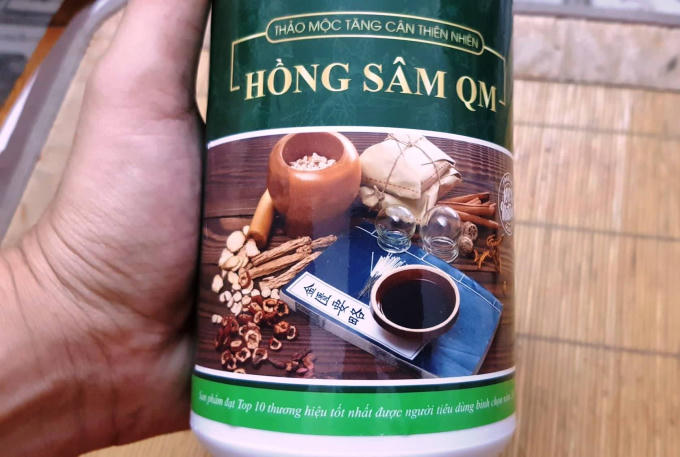 THẢO MỘC TĂNG CÂN THIÊN NHIÊN
HỒNG SÂM QM
金匱要略
Sản phẩm đạt Top 10 thương hiệu tốt nhất được người tiêu dùng bình chọn năm